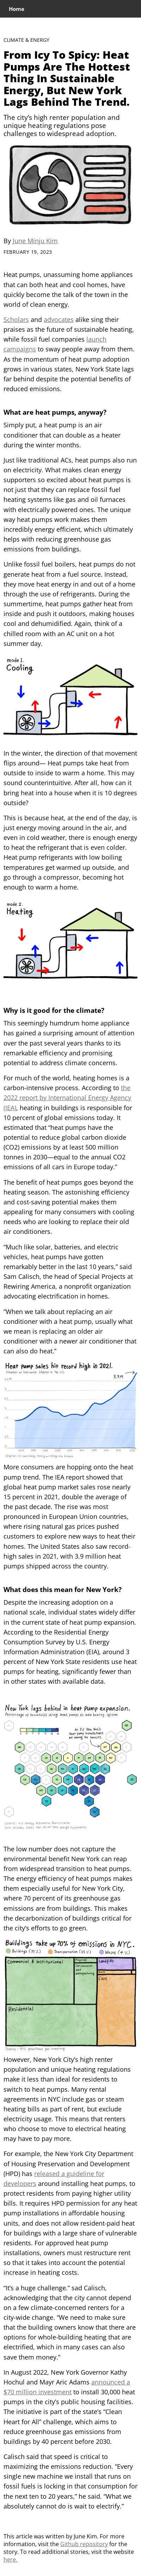 Home
CLIMATE & ENERGY
From Icy To Spicy: Heat
Pumps Are The Hottest
Thing In Sustainable
Energy, But New York
Lags Behind The Trend.
The city's high renter population and
unique heating regulations pose
challenges to widespread adoption.
By June Minju Kim
FEBRUARY 19, 2023
Heat pumps, unassuming home appliances
that can both heat and cool homes, have
quickly become the talk of the town in the
world of clean energy.
Scholars and advocates alike sing their
praises as the future of sustainable heating,
while fossil fuel companies launch
campaigns to sway people away from them.
As the momentum of heat pump adoption
grows in various states, New York State lags
far behind despite the potential benefits of
reduced emissions.
What are heat pumps, anyway?
Simply put, a heat pump is an air
conditioner that can double as a heater
during the winter months.
Just like traditional ACs, heat pumps also run
on electricity. What makes clean energy
supporters so excited about heat pumps is
not just that they can replace fossil fuel
heating systems like gas and oil furnaces
with electrically powered ones. The unique
way heat pumps work makes them
incredibly energy efficient, which ultimately
helps with reducing greenhouse gas
emissions from buildings.
Unlike fossil fuel boilers, heat pumps do not
generate heat from a fuel source. Instead,
they move heat energy in and out of a home
through the use of refrigerants. During the
summertime, heat pumps gather heat from
inside and push it outdoors, making houses
cool and dehumidified. Again, think of a
chilled room with an AC unit on a hot
summer day.
mode 1.
Cooling
In the winter, the direction of that movement
flips around— Heat pumps take heat from
outside to inside to warm a home. This may
sound counterintuitive. After all, how can it
bring heat into a house when it is 10 degrees
outside?
This is because heat, at the end of the day, is
just energy moving around in the air, and
even in cold weather, there is enough energy
to heat the refrigerant that is even colder.
Heat pump refrigerants with low boiling
temperatures get warmed up outside, and
go through a compressor, becoming hot
enough to warm a home.
mode 2.
Heating
Why is it good for the climate?
This seemingly humdrum home appliance
has gained a surprising amount of attention
over the past several years thanks to its
remarkable efficiency and promising
potential to address climate concerns.
For much of the world, heating homes is a
carbon-intensive process. According to the
2022 report by International Energy Agency
(IEA), heating in buildings is responsible for
10 percent of global emissions today. It
estimated that “heat pumps have the
potential to reduce global carbon dioxide
(CO2) emissions by at least 500 million
tonnes in 2030—equal to the annual CO2
emissions of all cars in Europe today.”
The benefit of heat pumps goes beyond the
heating season. The astonishing efficiency
and cost-saving potential makes them
appealing for many consumers with cooling
needs who are looking to replace their old
air conditioners.
“Much like solar, batteries, and electric
vehicles, heat pumps have gotten
remarkably better in the last 10 years,” said
Sam Calisch, the head of Special Projects at
Rewiring America, a nonprofit organization
advocating electrification in homes.
“When we talk about replacing an air
conditioner with a heat pump, usually what
we mean is replacing an older air
conditioner with a newer air conditioner that
can also do heat.”
Heat pump sales hit record high in 2021.
More consumers are hopping onto the heat
pump trend. The IEA report showed that
global heat pump market sales rose nearly
15 percent in 2021, double the average of
the past decade. The rise was most
pronounced in European Union countries,
where rising natural gas prices pushed
customers to explore new ways to heat their
homes. The United States also saw record-
high sales in 2021, with 3.9 million heat
pumps shipped across the country.
What does this mean for New York?
Despite the increasing adoption on a
national scale, individual states widely differ
in the current state of heat pump expansion.
According to the Residential Energy
Consumption Survey by U.S. Energy
Information Administration (EIA), around 3
percent of New York State residents use heat
pumps for heating, significantly fewer than
in other states with available data.
New York lags behind in heat pump expansion.
The low number does not capture the
environmental benefit New York can reap
from widespread transition to heat pumps.
The energy efficiency of heat pumps makes
them especially useful for New York City,
where 70 percent of its greenhouse gas
emissions are from buildings. This makes
the decarbonization of buildings critical for
the city's efforts to go green.
Buildings take up 70% of emissions in NYC.
Commercial & institutional
Residential
However, New York City's high renter
population and unique heating regulations
make it less than ideal for residents to
switch to heat pumps. Many rental
agreements in NYC include gas or steam
heating bills as part of rent, but exclude
electricity usage. This means that renters
who choose to move to electrical heating
may have to pay more.
For example, the New York City Department
of Housing Preservation and Development
(HPD) has released a guideline for
developers around installing heat pumps, to
protect residents from paying higher utility
bills. It requires HPD permission for any heat
pump installations in affordable housing
units, and does not allow resident-paid heat
for buildings with a large share of vulnerable
residents. For approved heat pump
installations, owners must restructure rent
so that it takes into account the potential
increase in heating costs.
“It's a huge challenge.” sad Calisch,
acknowledging that the city cannot depend
on a few climate-concerned renters for a
city-wide change. “We need to make sure
that the building owners know that there are
options for whole-building heating that are
electrified, which in many cases can also
save them money.”
In August 2022, New York Governor Kathy
Hochul and Mayr Aric Adams announced a
$70 million investment to install 30,000 heat
pumps in the city's public housing facilities.
The initiative is part of the state's “Clean
Heart for All” challenge, which aims to
reduce greenhouse gas emissions from
buildings by 40 percent before 2030.
Calisch said that speed is critical to
maximizing the emissions reduction. “Every
single new machine we install that runs on
fossil fuels is locking in that consumption for
the next ten to 20 years,” he said. “We
absolutely cannot do is wait to electrify.”
This article was written by June Kim. For more
information, visit the Github repository for the
story. To read additional stories, visit the website
here.